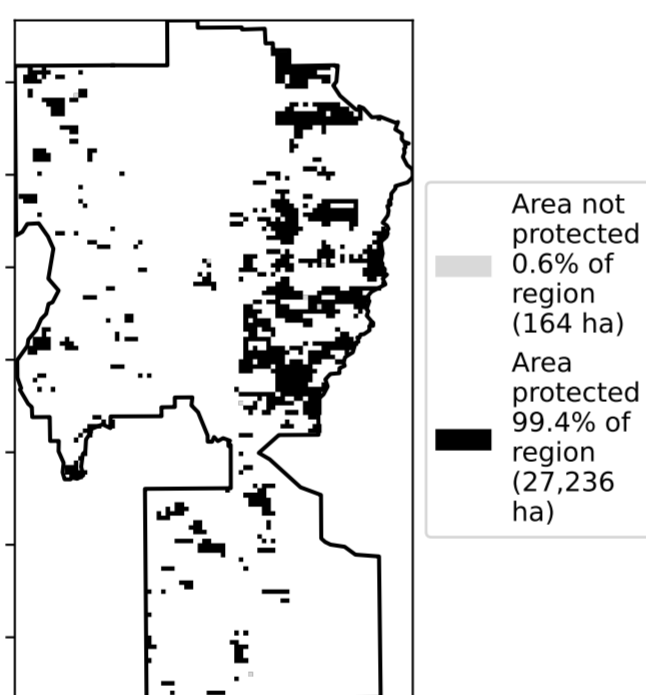 Area not
protected
0.6% of
region
(164 ha)
Area
protected
99.4% of
region
(27,236
ha)